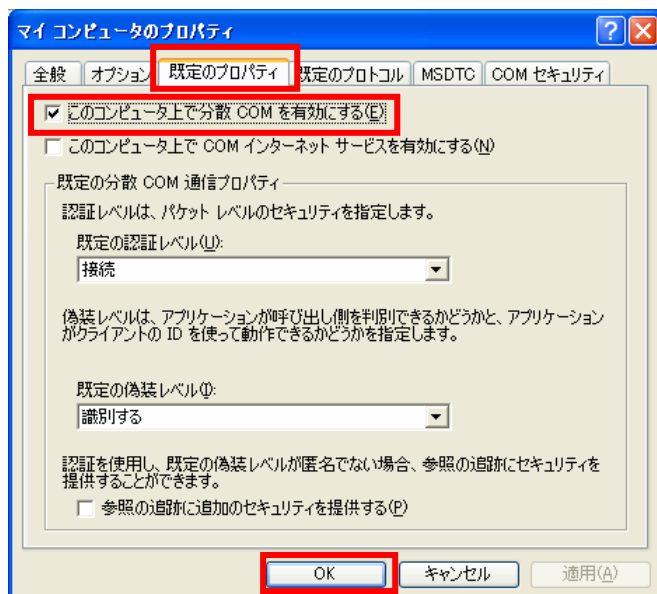 マイ コンピュータのプロパティ
全般 オプション 既定のプロパティ 既定のプロトコル MSDTC COM セキュリティ
このコンピュータ上で分散 COM を有効にする(E)
このコンピュータ上で COM インターネット サービスを有効にする(N)
既定の分散 COM 通信プロパティ
認証レベルは、パケット レベルのセキュリティを指定します。
既定の認証レベル(U):
接続
偽装レベルは、アプリケーションが呼び出し側を判別できるかどうかと、アプリケーション
がクライアントの ID を使って動作できるかどうかを指定します。
既定の偽装レベル(I):
識別する
認証を使用し、既定の偽装レベルが匿名でない場合、参照の追跡にセキュリティを
提供することができます。
参照の追跡に追加のセキュリティを提供する(P)
OK キャンセル 適用(A)